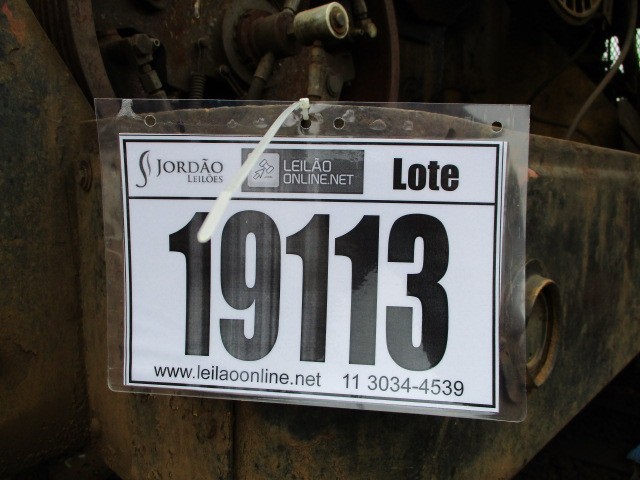 JORDÃO
LEILÕES
LEILÃO
ONLINE.NET
Lote
19113
www.leilaoonline.net 11 3034-4539